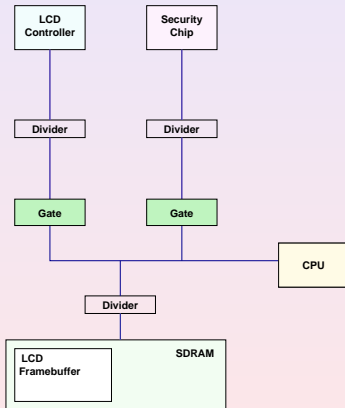 LCD
Controller
Security
Chip
Divider
Divider
Gate
Gate
CPU
Divider
SDRAM
LCD
Framebuffer